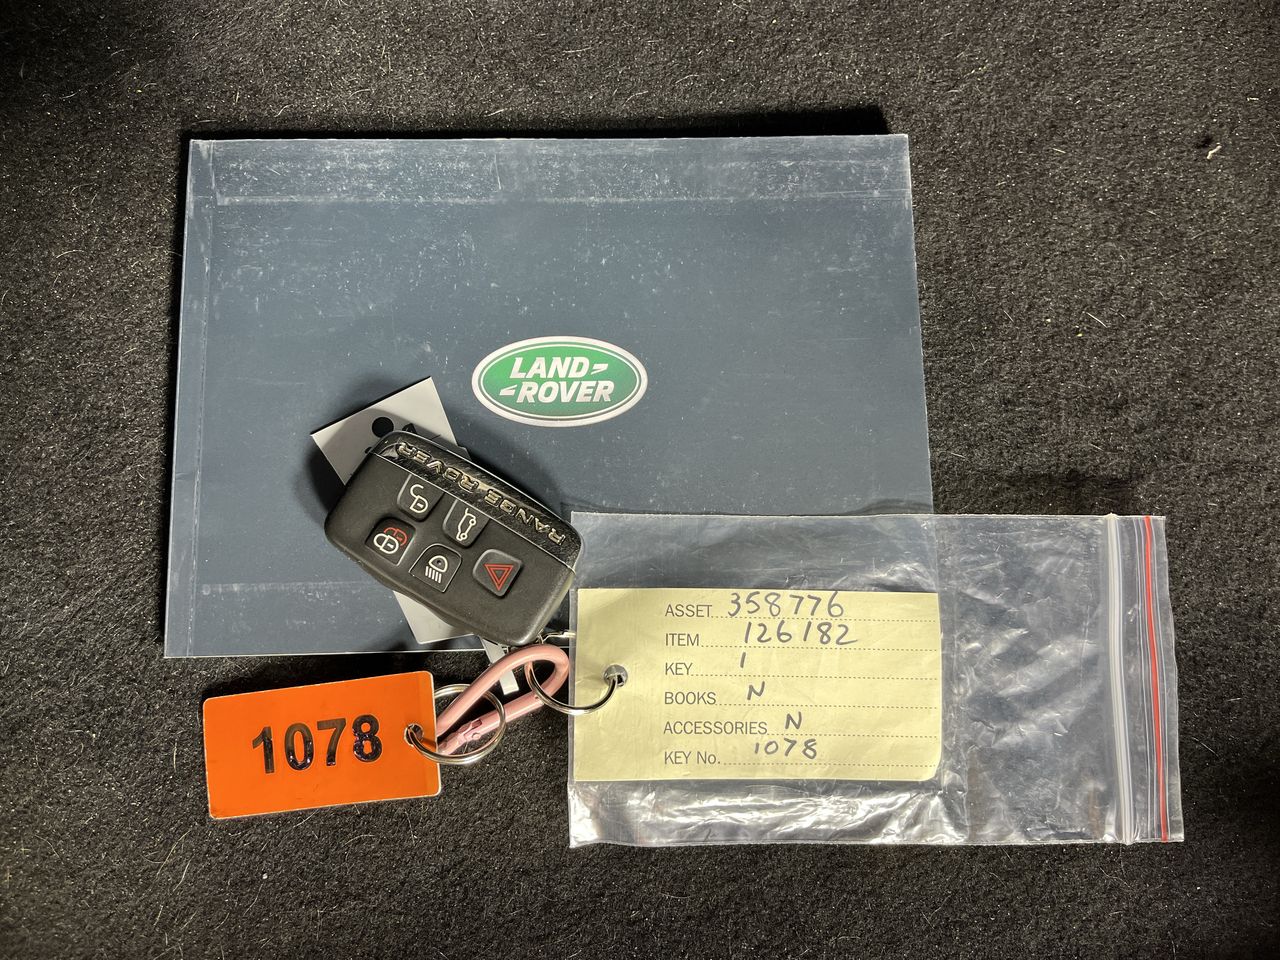 LAND
ROVER
RANGE ROVER
1078
ASSET 358776
ITEM 126182
KEY 1
BOOKS N
ACCESSORIES N
KEY No. 1078